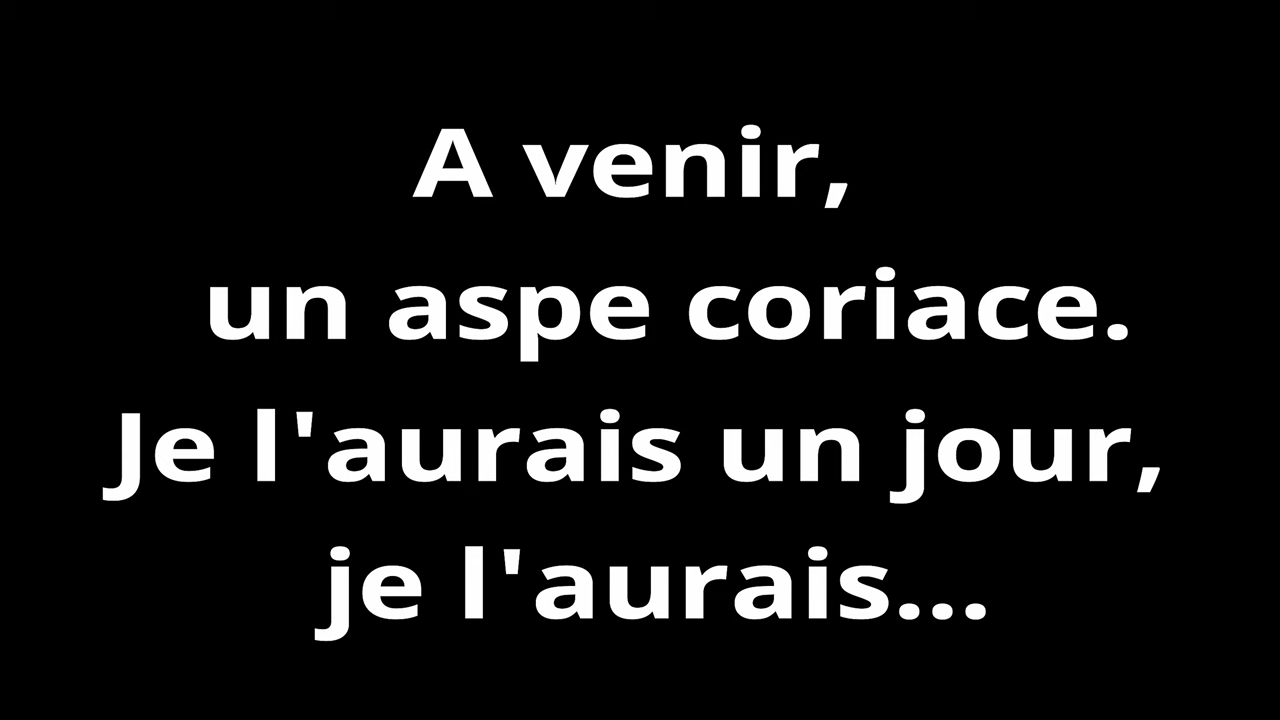 A venir,
un aspe coriace.
Je l'aurais un jour,
je l'aurais...